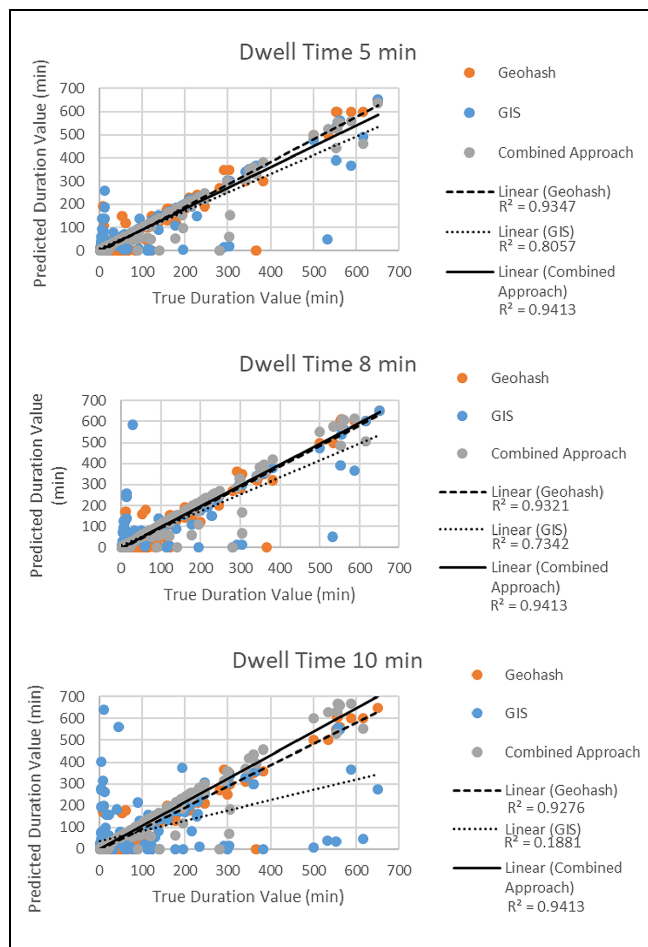 Dwell Time 5 min
Predicted Duration Value (min)
700
600
500
400
300
200
100
0
0 100 200 300 400 500 600 700
True Duration Value (min)
Geohash
GIS
Combined Approach
Linear (Geohash)
R² = 0.9347
Linear (GIS)
R² = 0.8057
Linear (Combined
Approach)
R² = 0.9413
Dwell Time 8 min
Predicted Duration Value
(min)
700
600
500
400
300
200
100
0
0 100 200 300 400 500 600 700
True Duration Value (min)
Geohash
GIS
Combined Approach
Linear (Geohash)
R² = 0.9321
Linear (GIS)
R² = 0.7342
Linear (Combined
Approach)
R² = 0.9413
Dwell Time 10 min
Predicted Duration Value (min)
700
600
500
400
300
200
100
0
0 100 200 300 400 500 600 700
True Duration Value (min)
Geohash
GIS
Combined Approach
Linear (Geohash)
R² = 0.9276
Linear (GIS)
R² = 0.1881
Linear (Combined
Approach)
R² = 0.9413